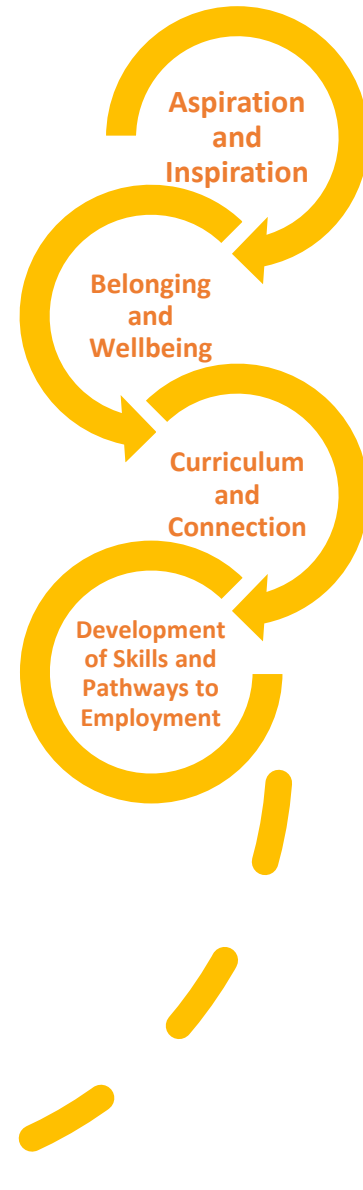 Aspiration
and
Inspiration
Belonging
and
Wellbeing
Curriculum
and
Connection
Development
of Skills and
Pathways to
Employment